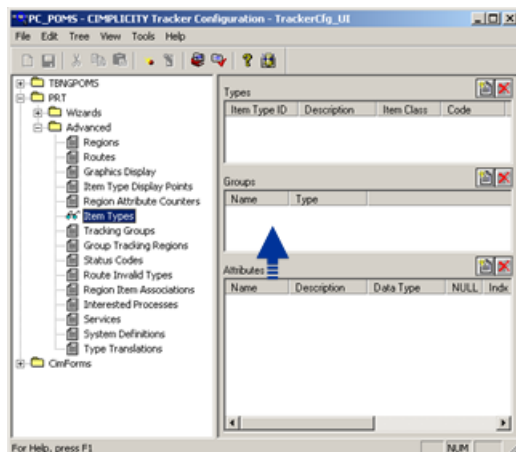 "PC_POMS - CIMPLICITY Tracker Configuration - TrackerCfg_UI
File Edit Tree View Tools Help
TBNGPOMS
PRT
Wizards
Advanced
Regions
Routes
Graphics Display
Item Type Display Points
Region Attribute Counters
Item Types
Tracking Groups
Group Tracking Regions
Status Codes
Route Invalid Types
Region Item Associations
Interested Processes
Services
System Definitions
Type Translations
CimForms
Types
Item Type ID Description Item Class Code
Groups
Name Type
Attributes
Name Description Data Type NULL Inde
For Help, press F1
NUM